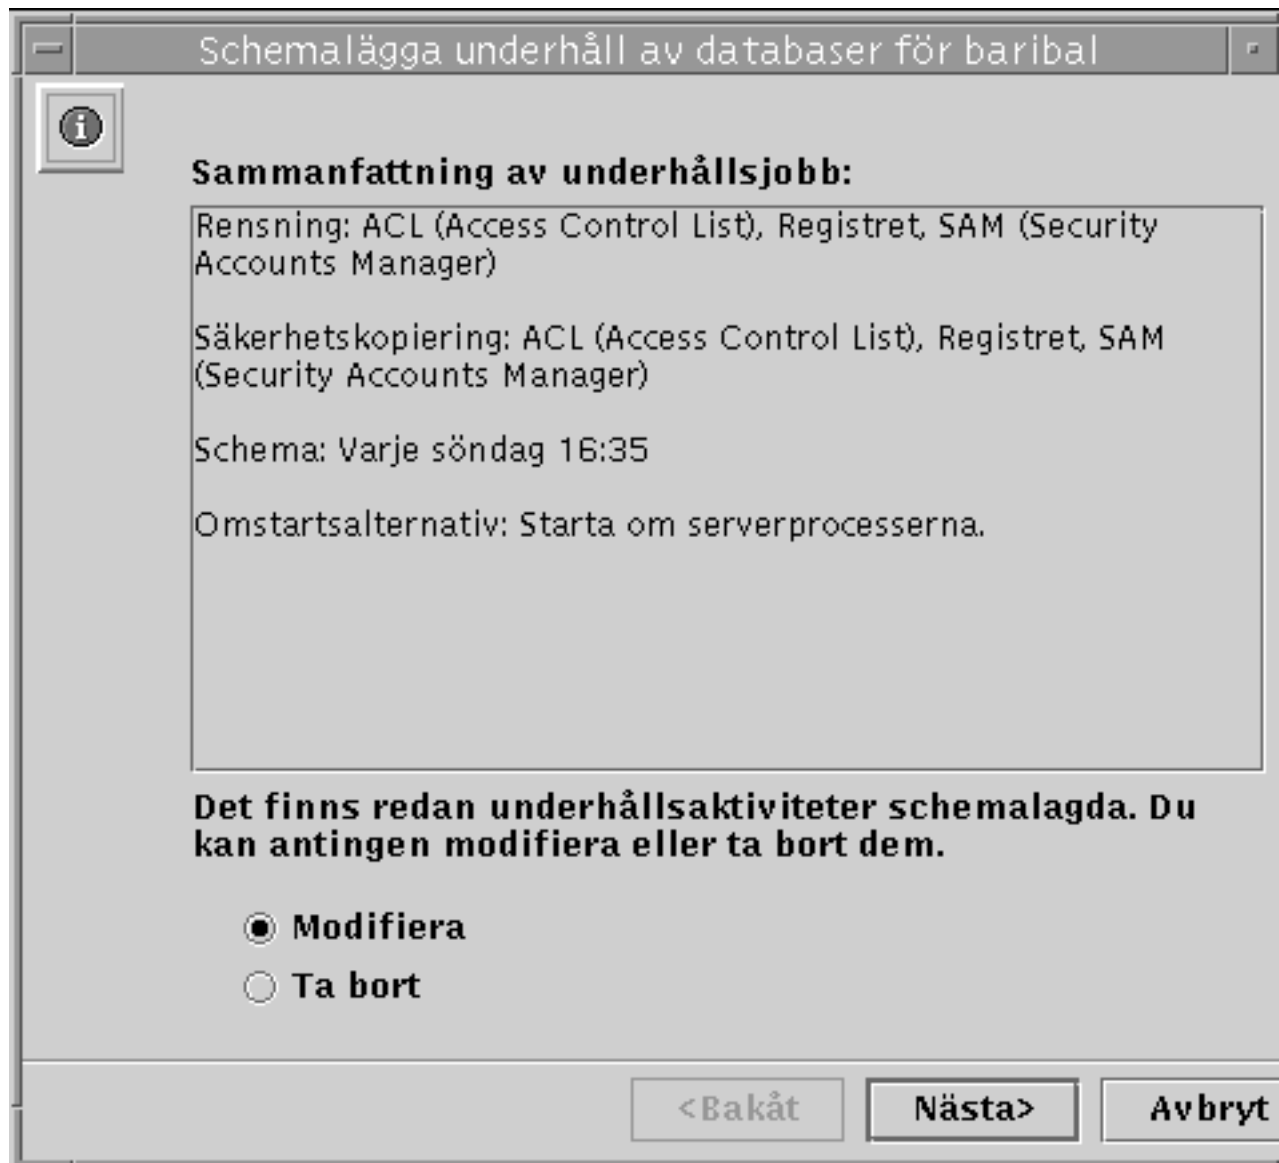 Schemalägga underhåll av databaser för baribal
Sammanfattning av underhållsjobb:
Rensning: ACL (Access Control List), Registret, SAM (Security
Accounts Manager)
Säkerhetskopiering: ACL (Access Control List), Registret, SAM
(Security Accounts Manager)
Schema: Varje söndag 16:35
Omstartsalternativ: Starta om serverprocesserna.
Det finns redan underhållsaktiviteter schemalagda. Du
kan antingen modifiera eller ta bort dem.
Modifiera
Ta bort
<Bakåt Nästa> Avbryt